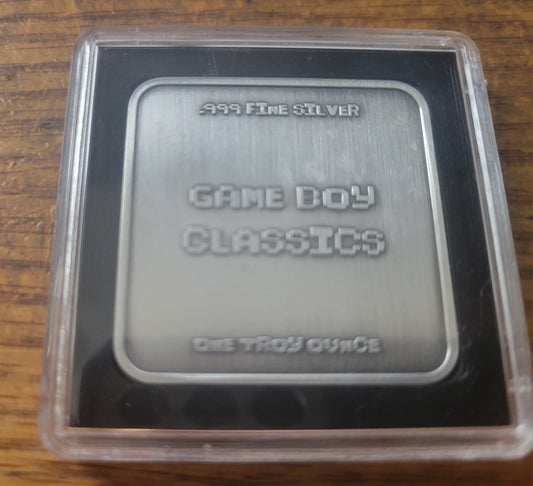 .999 FINE SILVER
GAME BOY
CLASSICS
ONE TROY OUNCE